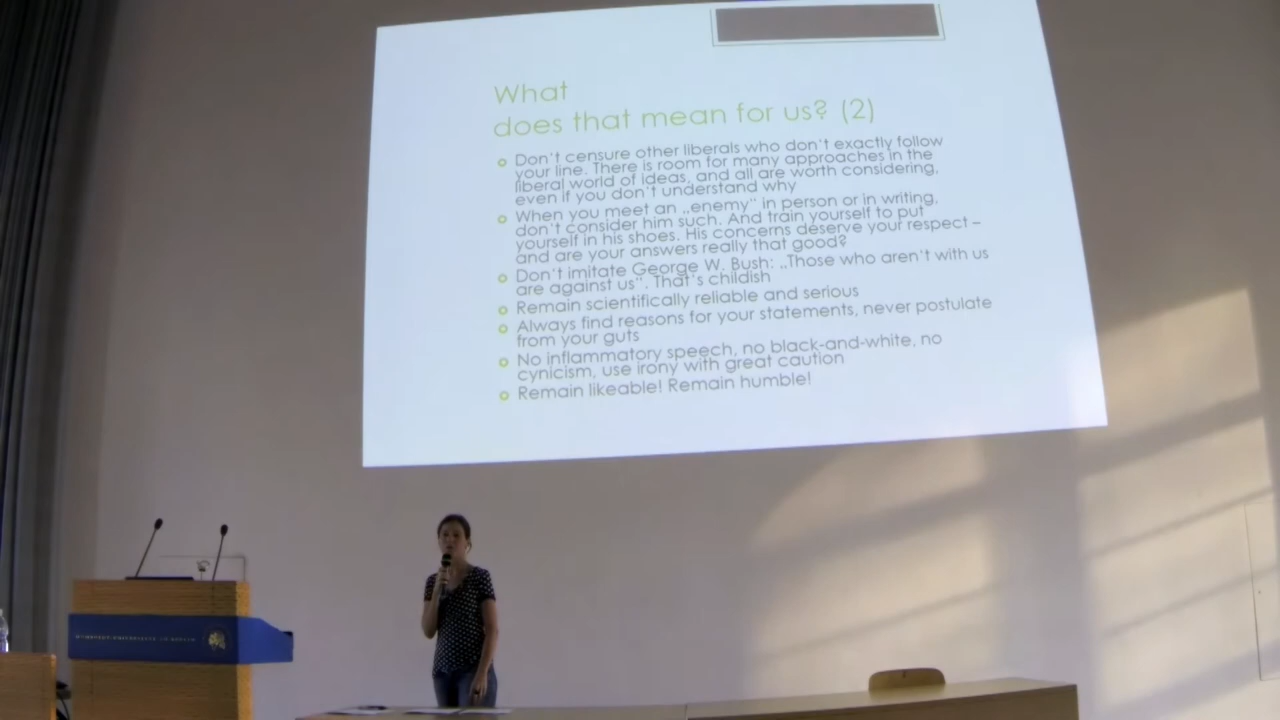 What
does that mean for us? (2)
Don't censure other liberals who don't exactly follow
your line. There is room for many approaches in the
liberal world of ideas, and all are worth considering,
even if you don't understand why
When you meet an „enemy" in person or in writing,
don't consider him such. And train yourself to put
yourself in his shoes. His concerns deserve your respect –
and are your answers really that good?
Don't imitate George W. Bush: „Those who aren't with us
are against us". That's childish
Remain scientifically reliable and serious
Always find reasons for your statements, never postulate
from your guts
No inflammatory speech, no black-and-white, no
cynicism, use irony with great caution
Remain likeable! Remain humble!